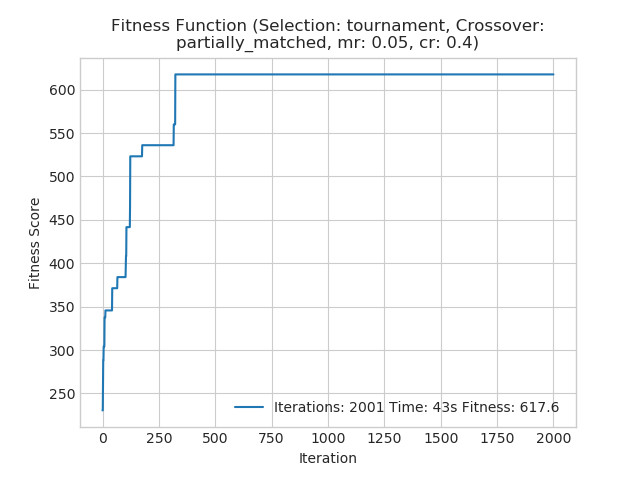 Fitness Function (Selection: tournament, Crossover:
partially_matched, mr: 0.05, cr: 0.4)
600
550
500
450
400
350
300
250
Fitness Score
Iterations: 2001 Time: 43s Fitness: 617.6
0 250 500 750 1000 1250 1500 1750 2000
Iteration